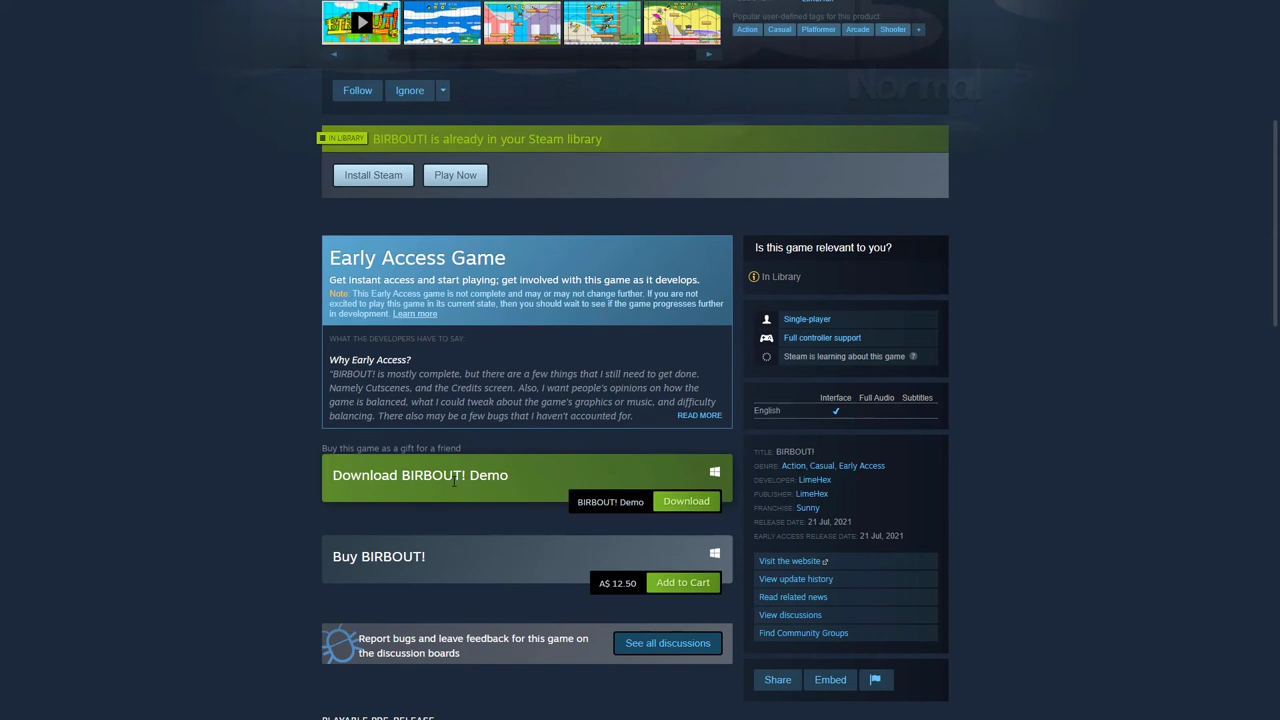 BIRBOUT!
Popular user-defined tags for this product
Action Casual Platformer Arcade Shooter +
Normal
Follow Ignore
IN LIBRARY BIRBOUT! is already in your Steam library
Install Steam Play Now
Early Access Game
Get instant access and start playing; get involved with this game as it develops.
Note: This Early Access game is not complete and may or may not change further. If you are not
excited to play this game in its current state, then you should wait to see if the game progresses further
in development. Learn more
WHAT THE DEVELOPERS HAVE TO SAY:
Why Early Access?
"BIRBOUT! is mostly complete, but there are a few things that I still need to get done.
Namely Cutscenes, and the Credits screen. Also, I want people's opinions on how the
game is balanced, what I could tweak about the game's graphics or music, and difficulty
balancing. There also may be a few bugs that I haven't accounted for.
READ MORE
Buy this game as a gift for a friend
Download BIRBOUT! Demo
BIRBOUT! Demo Download
Buy BIRBOUT!
A$ 12.50 Add to Cart
Report bugs and leave feedback for this game on
the discussion boards
See all discussions
Is this game relevant to you?
In Library
Single-player
Full controller support
Steam is learning about this game ?
Interface Full Audio Subtitles
English ✔
TITLE: BIRBOUT!
GENRE: Action, Casual, Early Access
DEVELOPER: LimeHex
PUBLISHER: LimeHex
FRANCHISE: Sunny
RELEASE DATE: 21 Jul, 2021
EARLY ACCESS RELEASE DATE: 21 Jul, 2021
Visit the website
View update history
Read related news
View discussions
Find Community Groups
Share Embed
PLAYABLE PRE-RELEASE